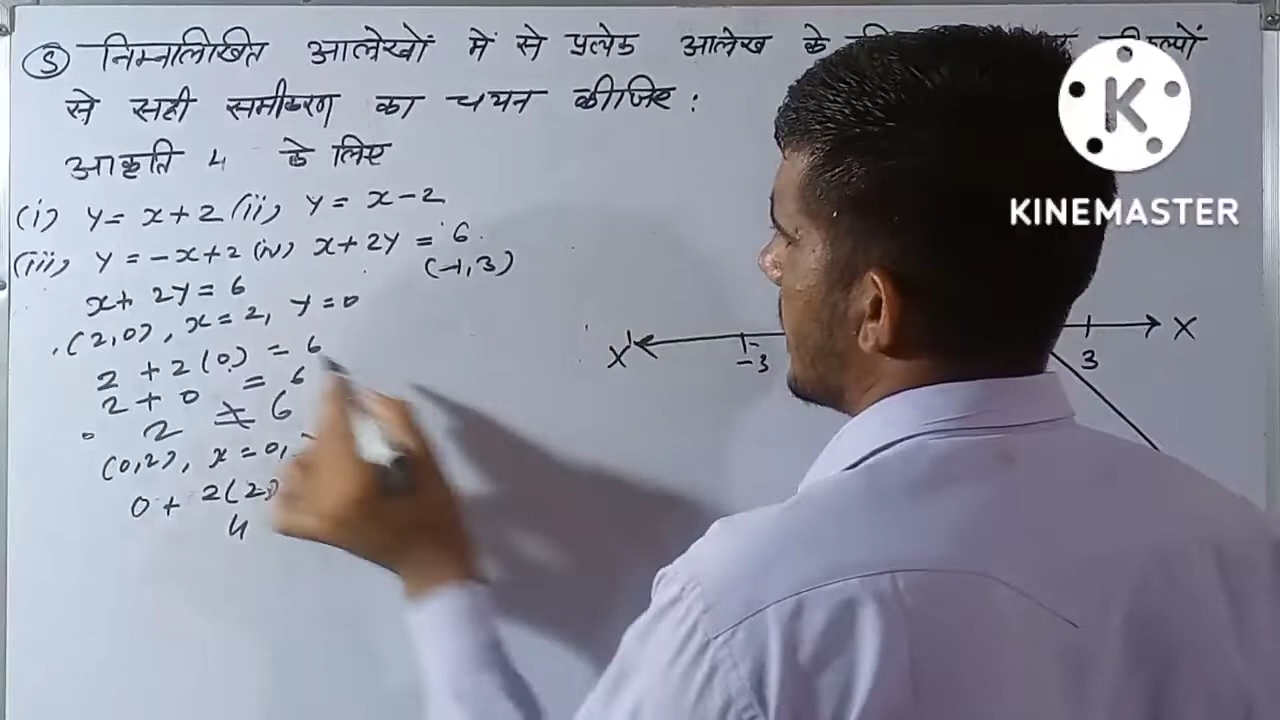 (5) निम्नलिखित आलेखों में से प्रत्येक आलेख के
से सही समीकरण का चयन कीजिए :
आकृति 4 के लिए
(i) y = x+2 (ii) y = x-2
(iii) y = -x+2 (iv) x+2y = 6
(-1,3)
x+ 2y = 6
(2,0), x = 2, y = 0
2 + 2(0) = 6
2 + 0 = 6
2 ≠ 6
(0,2), x = 0,
0 + 2(2)
4
X' -3 3 X
K
KINEMASTER